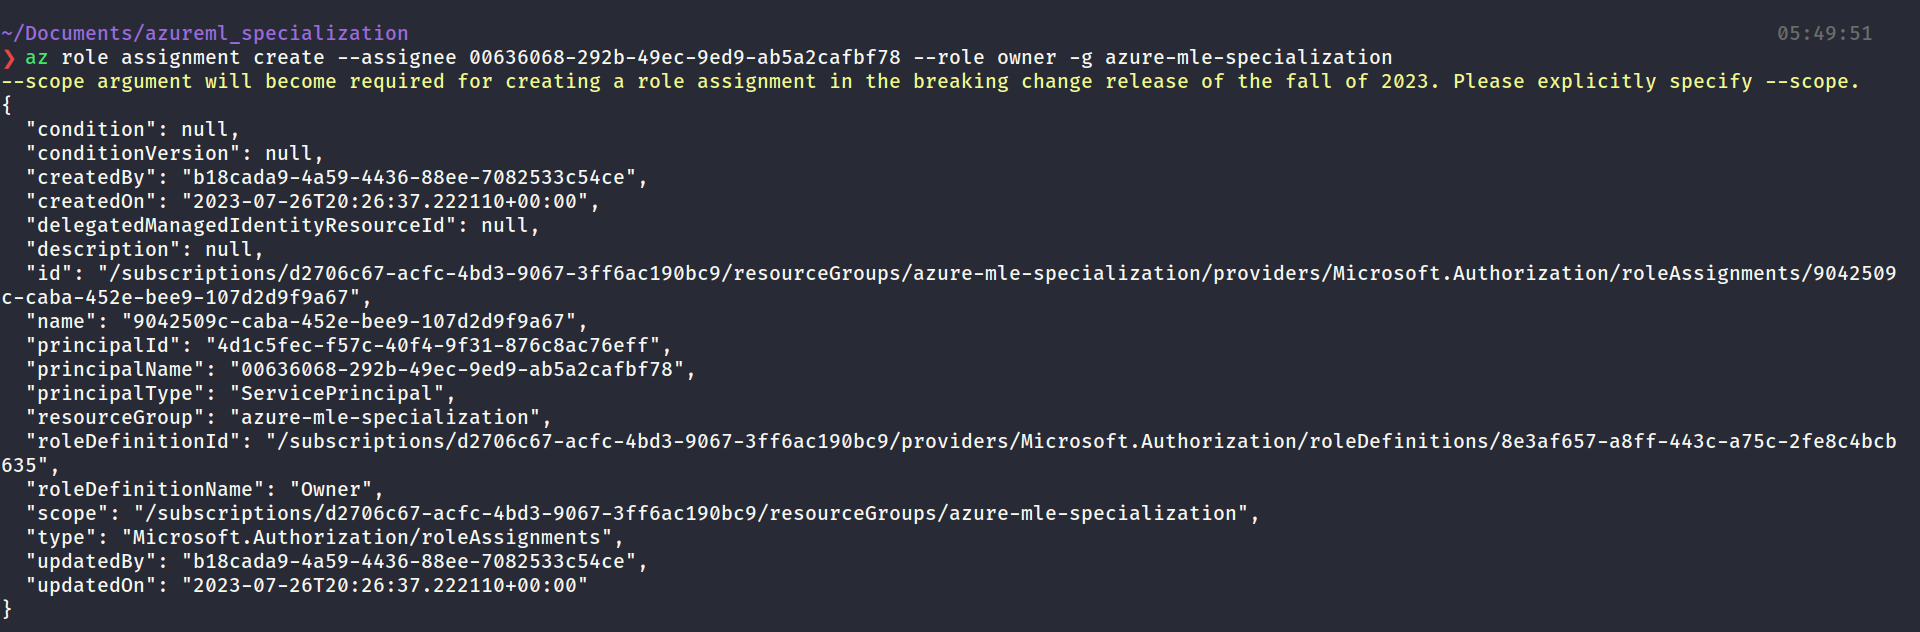 ~/Documents/azureml_specialization 05:49:51
❯ az role assignment create --assignee 00636068-292b-49ec-9ed9-ab5a2cafbf78 --role owner -g azure-mle-specialization
--scope argument will become required for creating a role assignment in the breaking change release of the fall of 2023. Please explicitly specify --scope.
{
  "condition": null,
  "conditionVersion": null,
  "createdBy": "b18cada9-4a59-4436-88ee-7082533c54ce",
  "createdOn": "2023-07-26T20:26:37.222110+00:00",
  "delegatedManagedIdentityResourceId": null,
  "description": null,
  "id": "/subscriptions/d2706c67-acfc-4bd3-9067-3ff6ac190bc9/resourceGroups/azure-mle-specialization/providers/Microsoft.Authorization/roleAssignments/9042509
c-caba-452e-bee9-107d2d9f9a67",
  "name": "9042509c-caba-452e-bee9-107d2d9f9a67",
  "principalId": "4d1c5fec-f57c-40f4-9f31-876c8ac76eff",
  "principalName": "00636068-292b-49ec-9ed9-ab5a2cafbf78",
  "principalType": "ServicePrincipal",
  "resourceGroup": "azure-mle-specialization",
  "roleDefinitionId": "/subscriptions/d2706c67-acfc-4bd3-9067-3ff6ac190bc9/providers/Microsoft.Authorization/roleDefinitions/8e3af657-a8ff-443c-a75c-2fe8c4bcb
635",
  "roleDefinitionName": "Owner",
  "scope": "/subscriptions/d2706c67-acfc-4bd3-9067-3ff6ac190bc9/resourceGroups/azure-mle-specialization",
  "type": "Microsoft.Authorization/roleAssignments",
  "updatedBy": "b18cada9-4a59-4436-88ee-7082533c54ce",
  "updatedOn": "2023-07-26T20:26:37.222110+00:00"
}